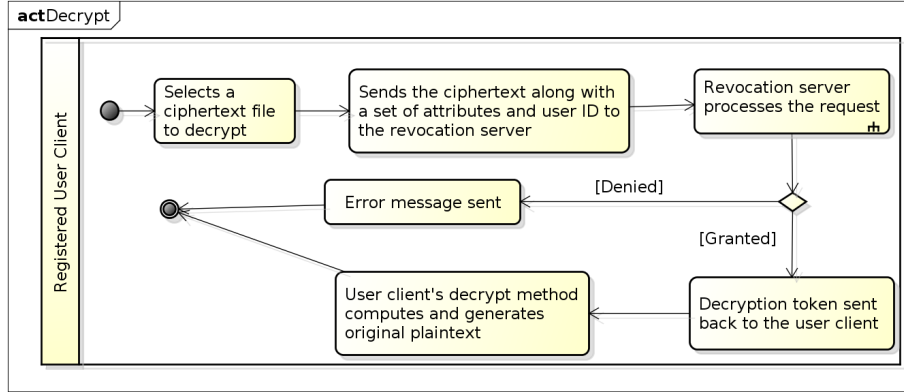 actDecrypt
Registered User Client
Selects a
ciphertext file
to decrypt
Sends the ciphertext along with
a set of attributes and user ID to
the revocation server
Revocation server
processes the request
[Denied]
Error message sent
[Granted]
Decryption token sent
back to the user client
User client's decrypt method
computes and generates
original plaintext